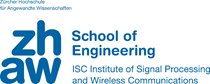 Zürcher Hochschule
für Angewandte Wissenschaften
zh
aw
School of
Engineering
ISC Institute of Signal Processing
and Wireless Communications